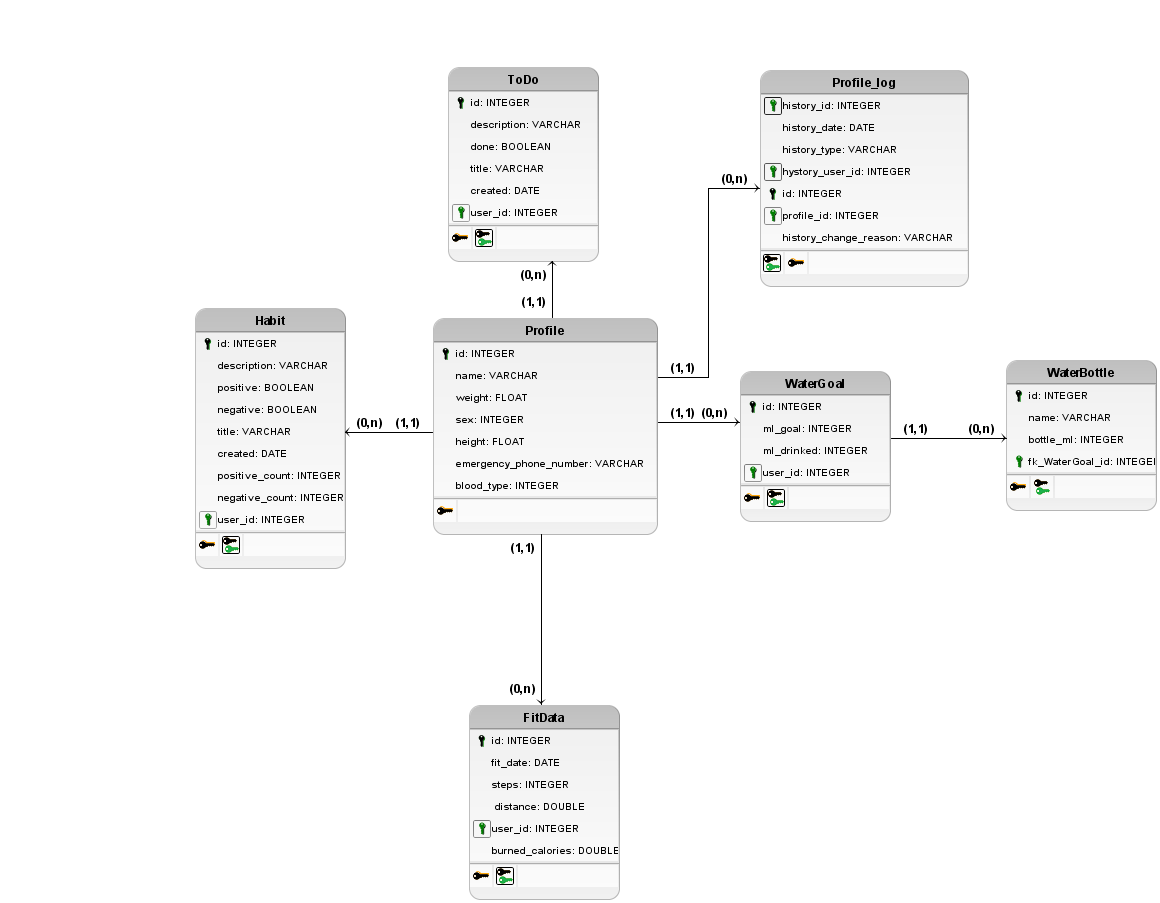 ToDo
id: INTEGER
description: VARCHAR
done: BOOLEAN
title: VARCHAR
created: DATE
user_id: INTEGER
Profile_log
history_id: INTEGER
history_date: DATE
history_type: VARCHAR
hystory_user_id: INTEGER
id: INTEGER
profile_id: INTEGER
history_change_reason: VARCHAR
(0,n)
(0,n)
(1,1)
Habit
id: INTEGER
description: VARCHAR
positive: BOOLEAN
negative: BOOLEAN
title: VARCHAR
created: DATE
positive_count: INTEGER
negative_count: INTEGER
user_id: INTEGER
(0,n) (1,1)
Profile
id: INTEGER
name: VARCHAR
weight: FLOAT
sex: INTEGER
height: FLOAT
emergency_phone_number: VARCHAR
blood_type: INTEGER
(1,1)
(1,1) (0,n)
WaterGoal
id: INTEGER
ml_goal: INTEGER
ml_drinked: INTEGER
user_id: INTEGER
(1,1) (0,n)
WaterBottle
id: INTEGER
name: VARCHAR
bottle_ml: INTEGER
fk_WaterGoal_id: INTEGEI
(1,1)
(0,n)
FitData
id: INTEGER
fit_date: DATE
steps: INTEGER
distance: DOUBLE
user_id: INTEGER
burned_calories: DOUBLE